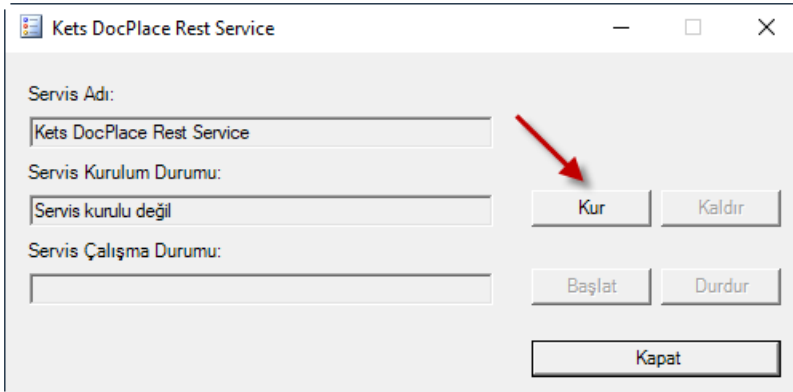 Kets DocPlace Rest Service
Servis Adı:
Kets DocPlace Rest Service
Servis Kurulum Durumu:
Servis kurulu değil
Kur
Kaldır
Servis Çalışma Durumu:
Başlat
Durdur
Kapat